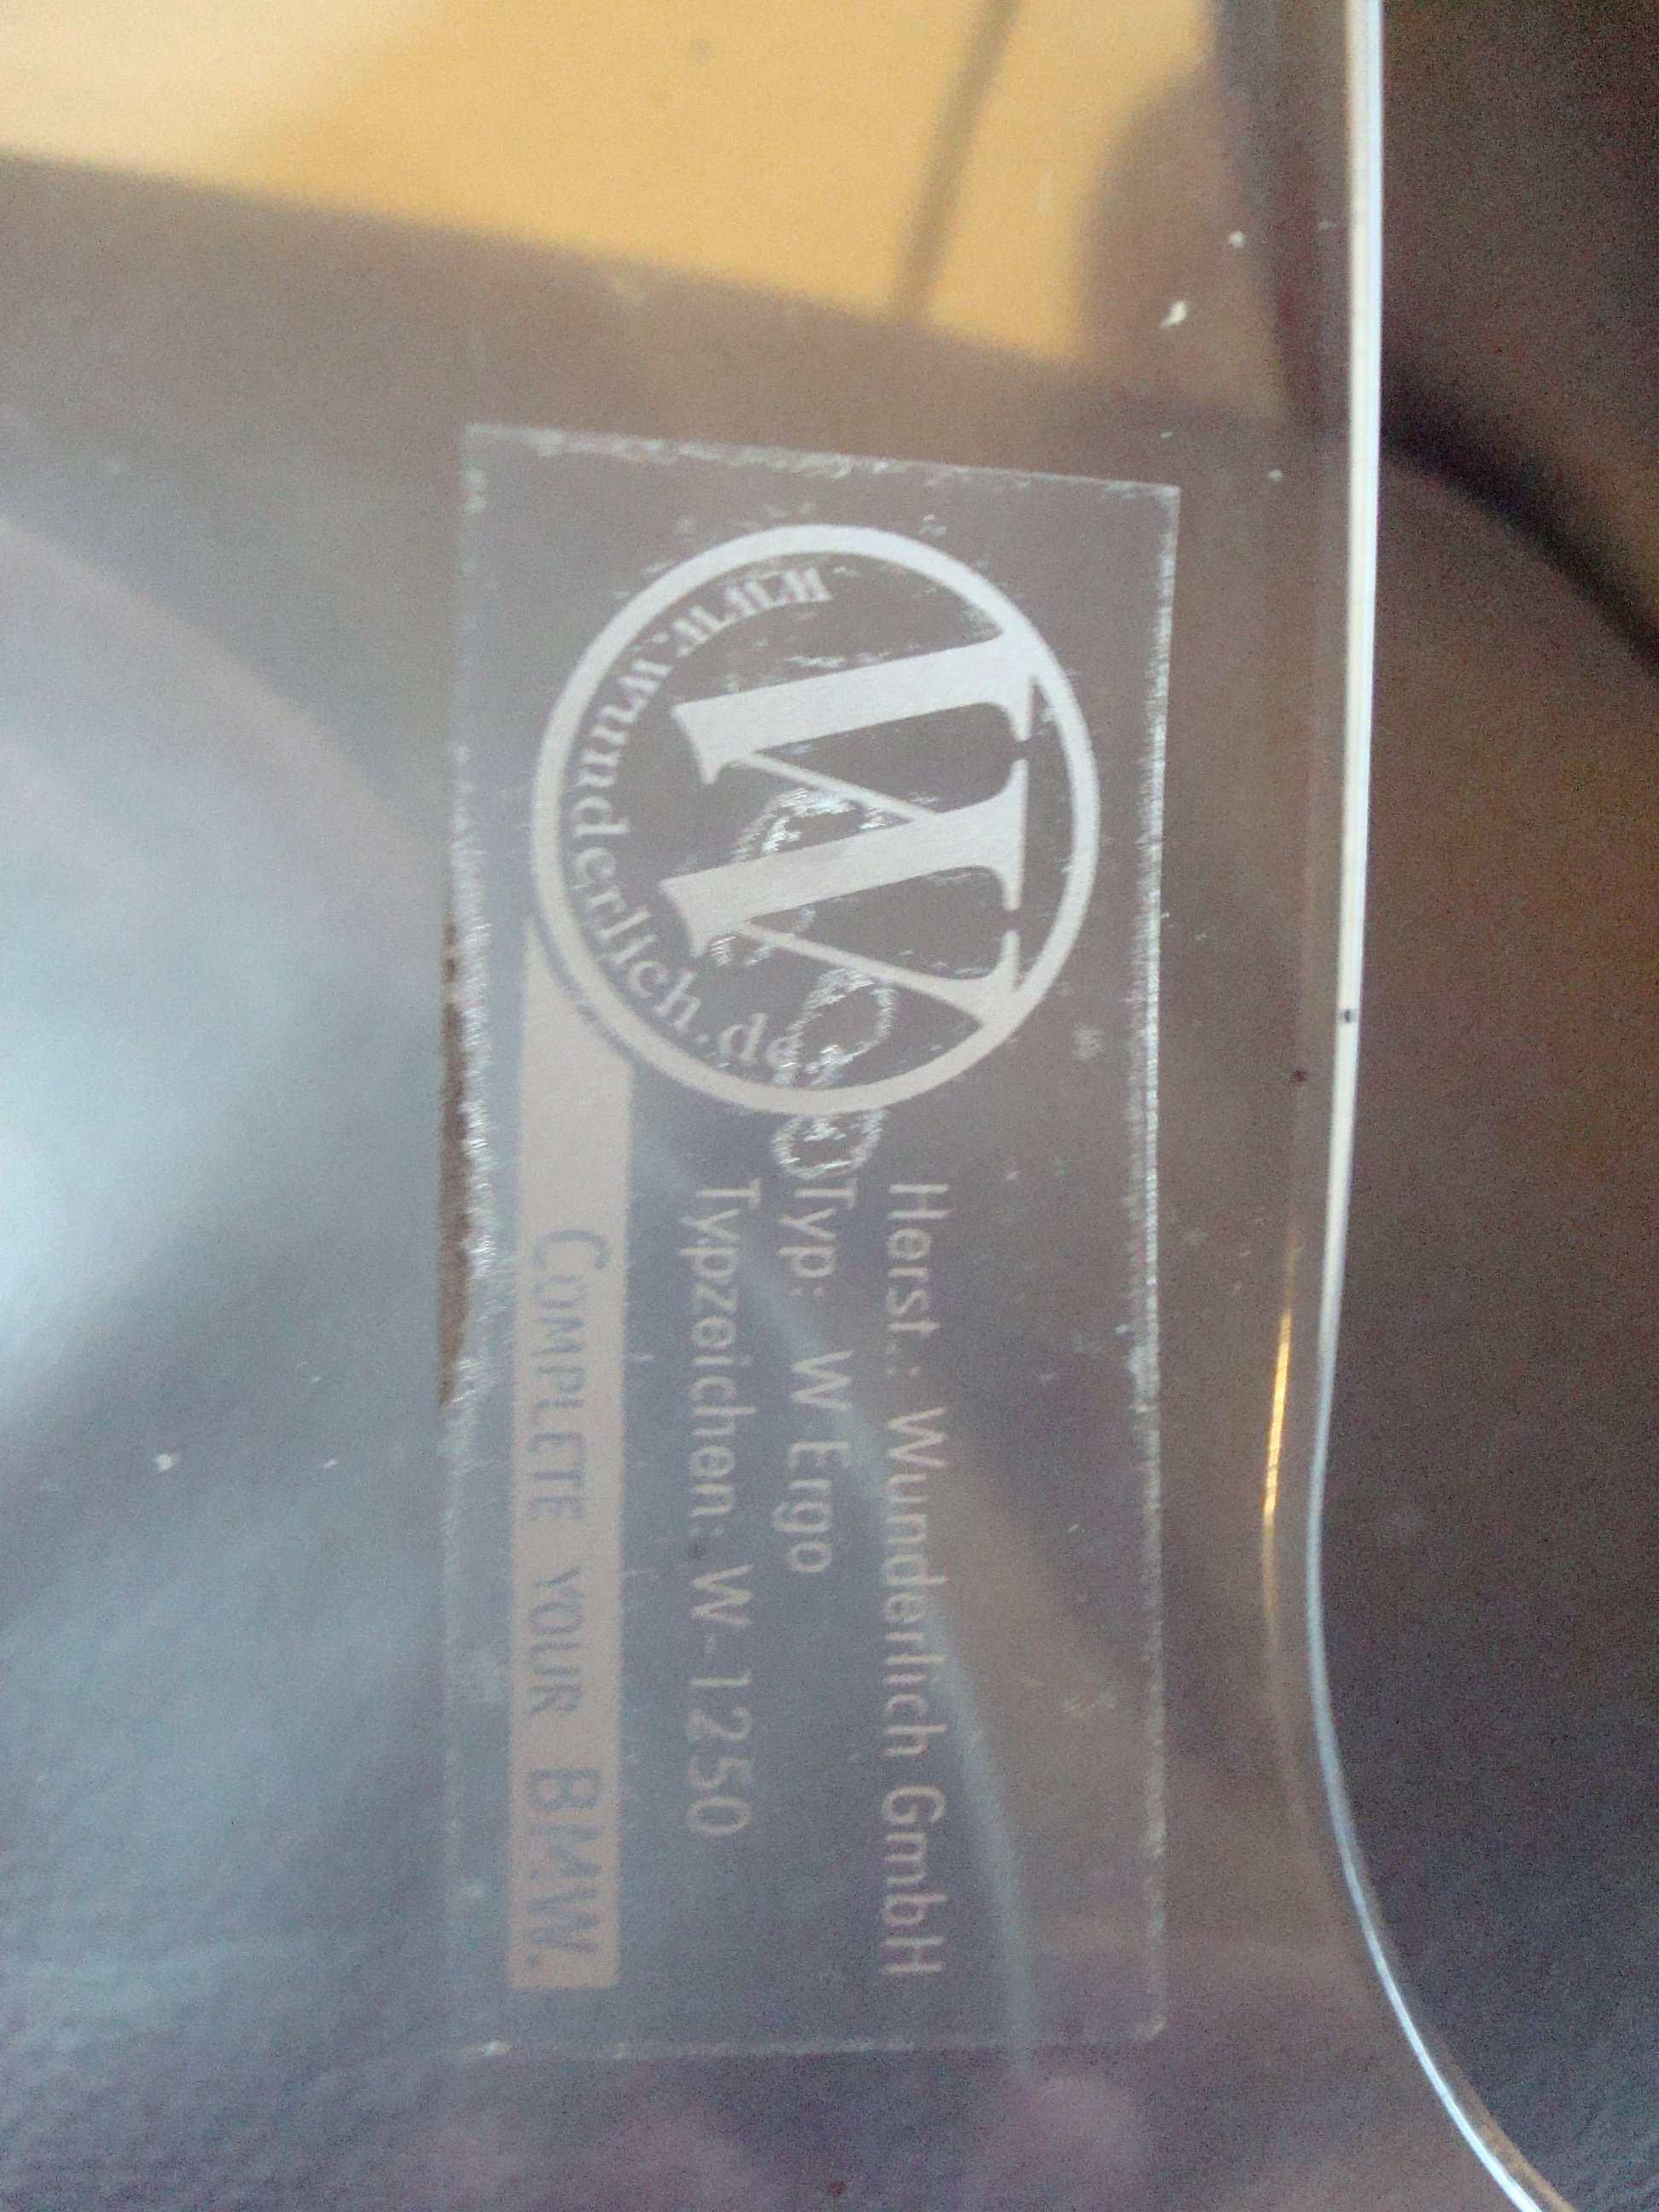 www.wunderlich.de
W
Herst.: Wunderlich GmbH
Typ: W Ergo
Typzeichen: W-1250
COMPLETE YOUR BMW.